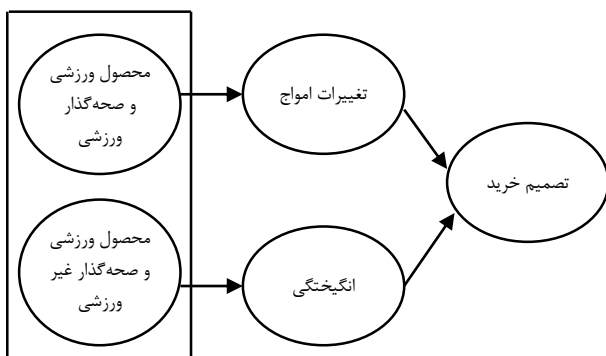 محصول ورزشی
و صحه‌گذار
ورزشی
تغییرات امواج
تصمیم خرید
محصول ورزشی
و صحه‌گذار غیر
ورزشی
انگیختگی